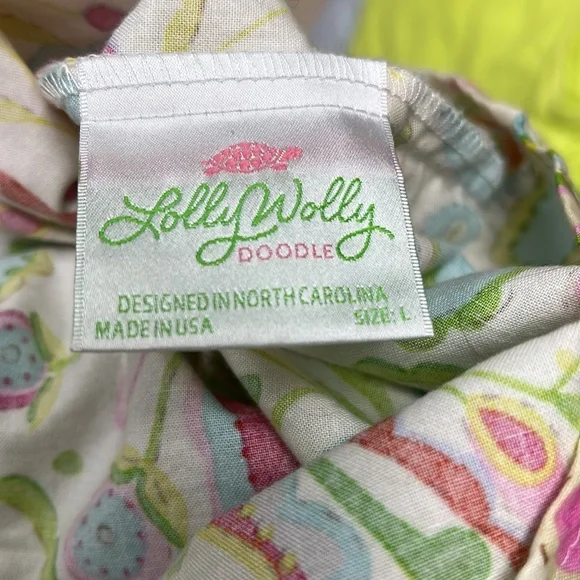 Lolly Wolly
DOODLE
DESIGNED IN NORTH CAROLINA
MADE IN USA SIZE: L